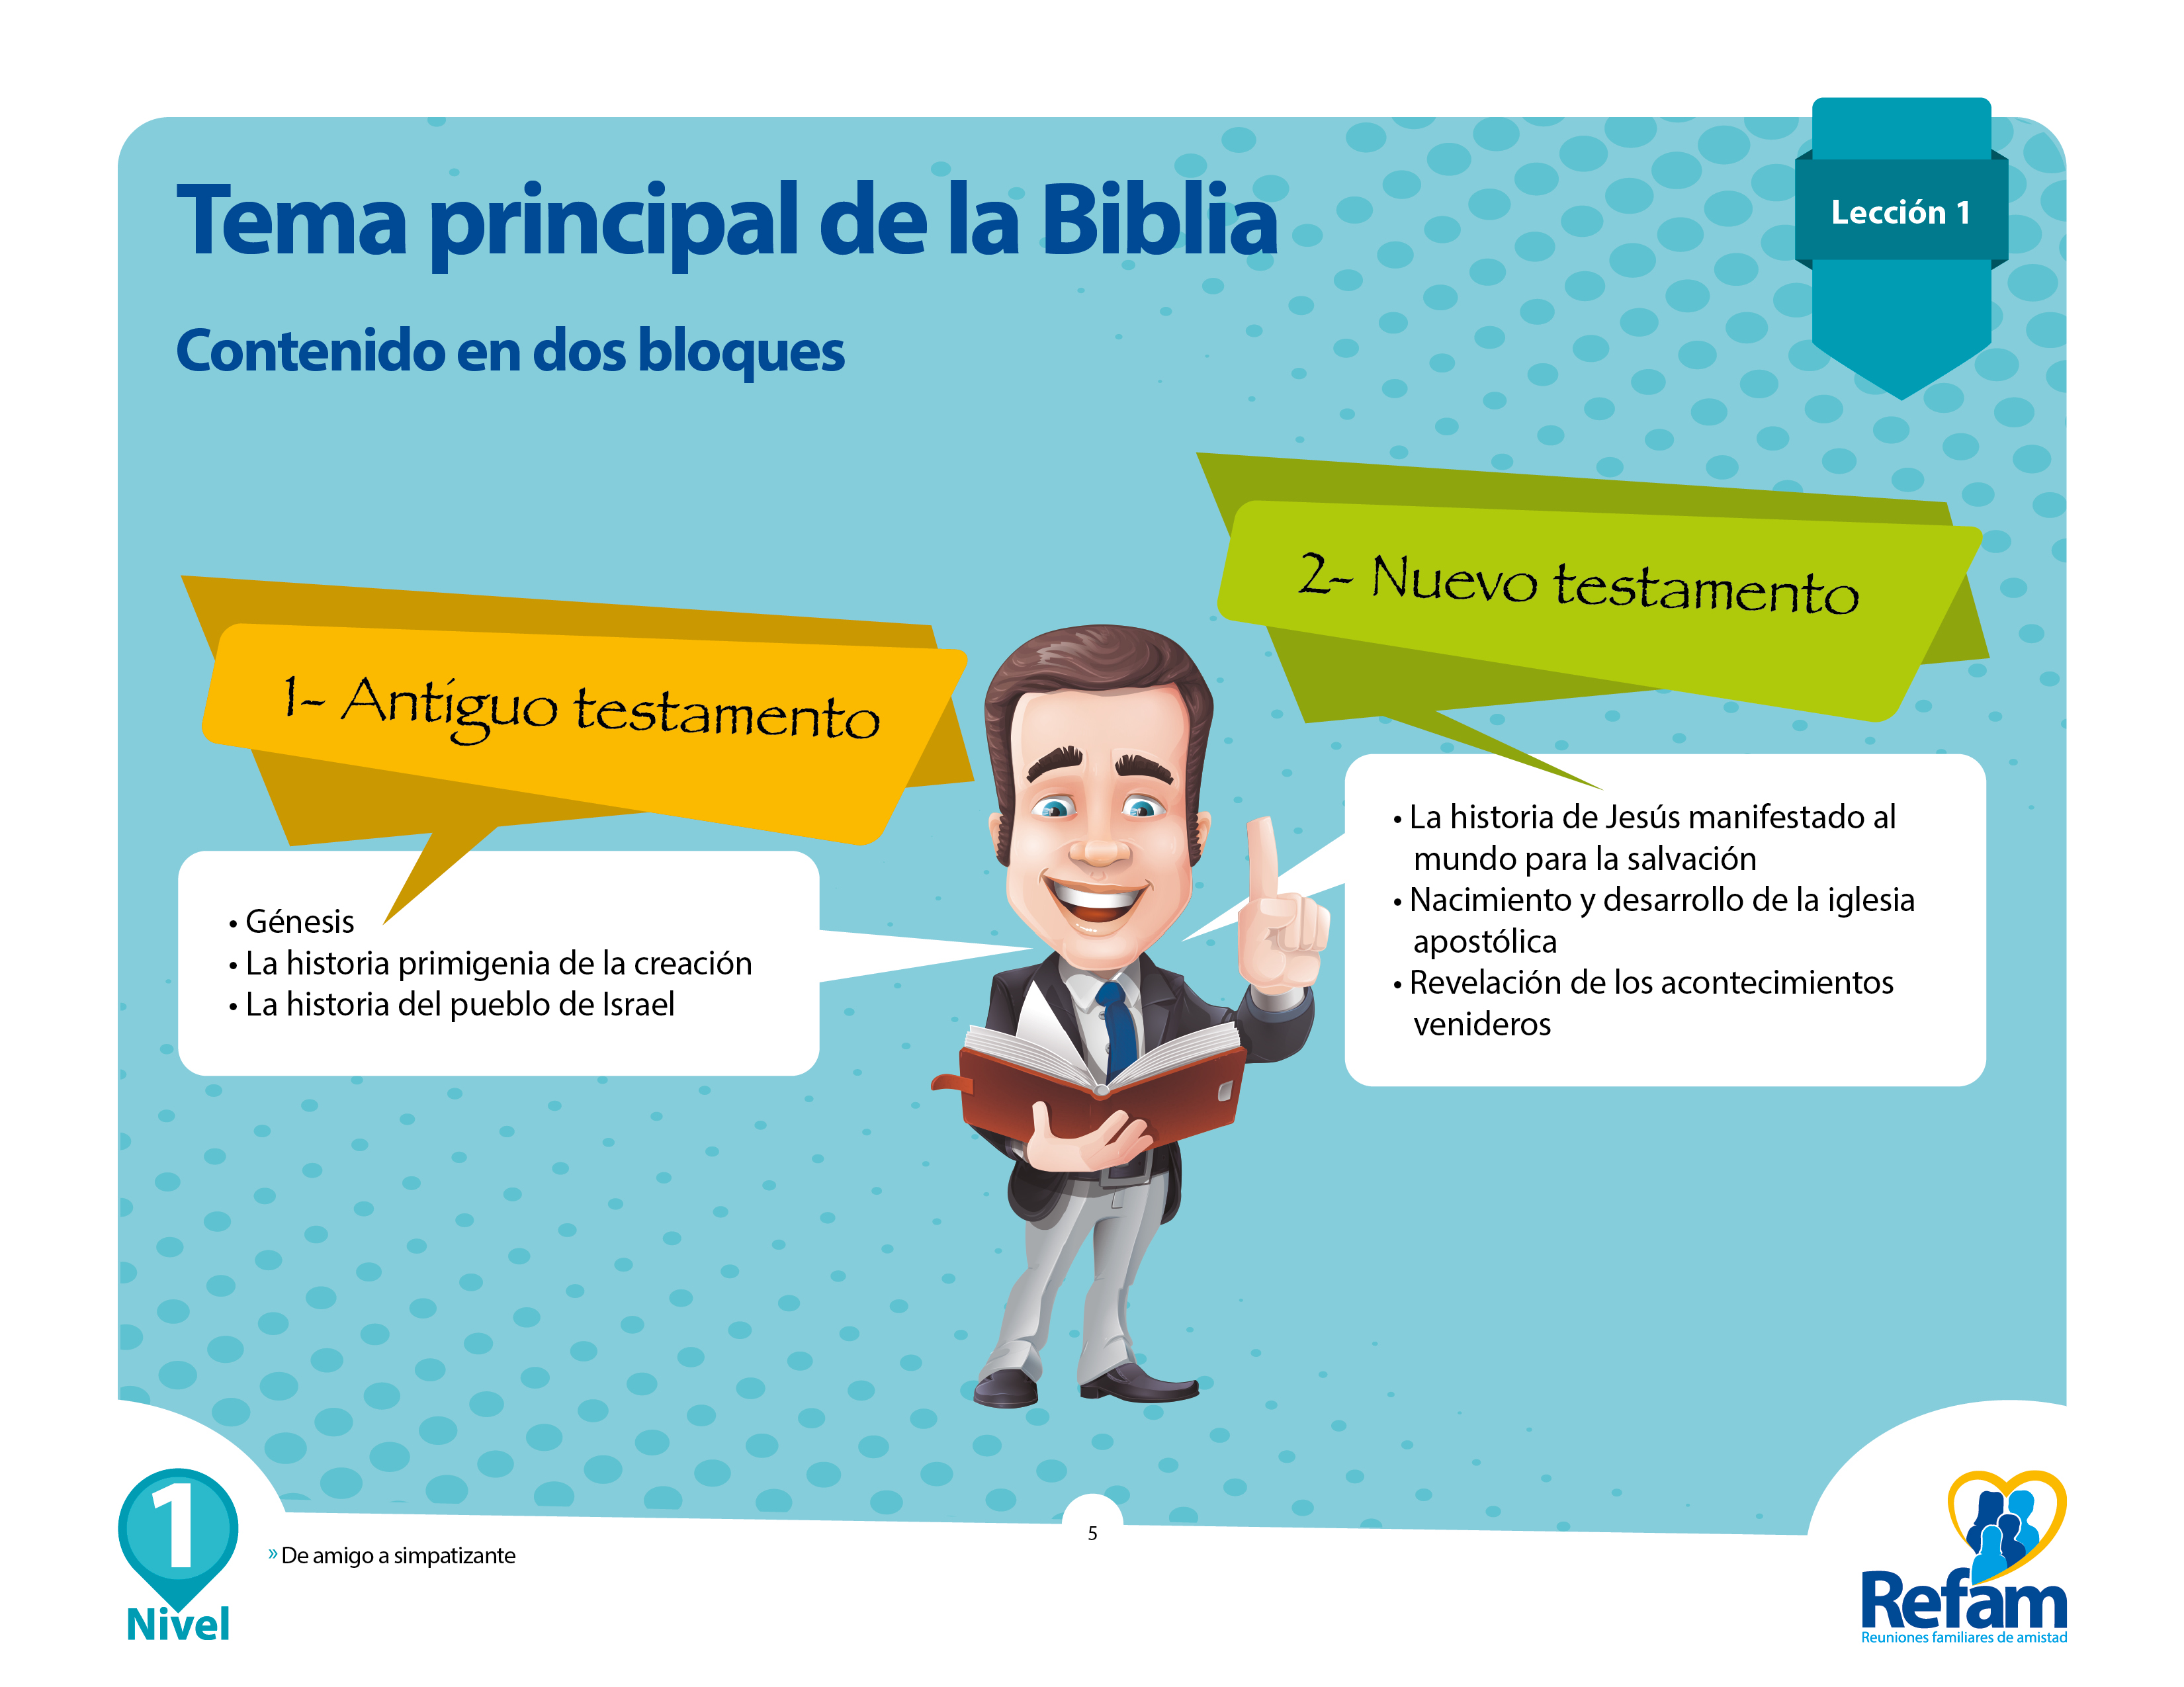 Tema principal de la Biblia
Lección 1
Contenido en dos bloques
1- Antiguo testamento
• Génesis
• La historia primigenia de la creación
• La historia del pueblo de Israel
2- Nuevo testamento
• La historia de Jesús manifestado al
mundo para la salvación
• Nacimiento y desarrollo de la iglesia
apostólica
• Revelación de los acontecimientos
venideros
1
Nivel
» De amigo a simpatizante
5
Refam
Reuniones familiares de amistad